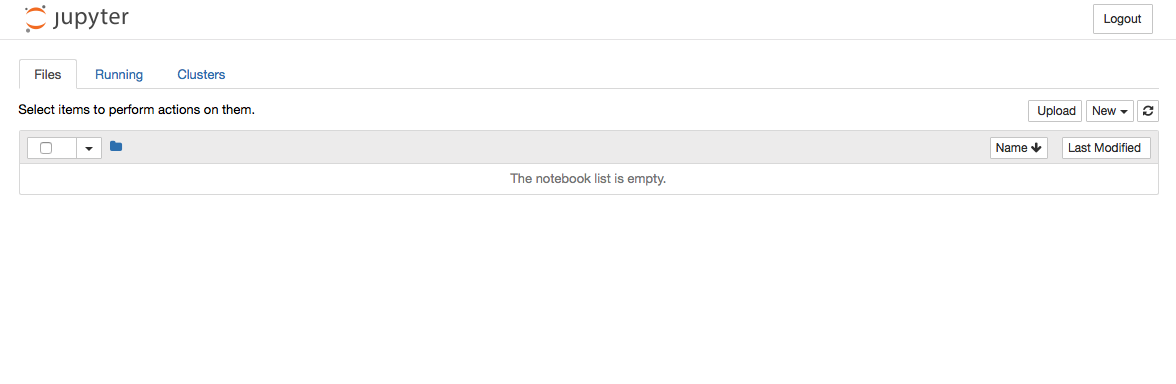 jupyter
Logout
Files Running Clusters
Select items to perform actions on them.
Upload New
Name Last Modified
The notebook list is empty.